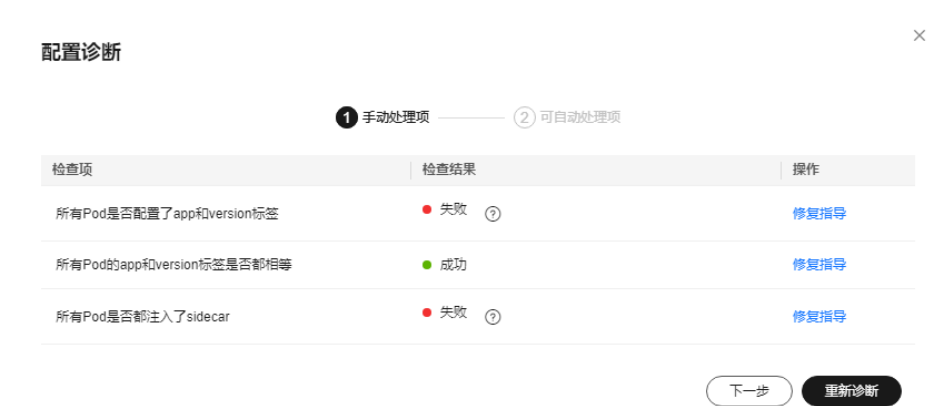 配置诊断
1 手动处理项 2 可自动处理项
检查项 检查结果 操作
所有Pod是否配置了app和version标签 失败 ? 修复指导
所有Pod的app和version标签是否都相等 成功 修复指导
所有Pod是否都注入了sidecar 失败 ? 修复指导
下一步 重新诊断